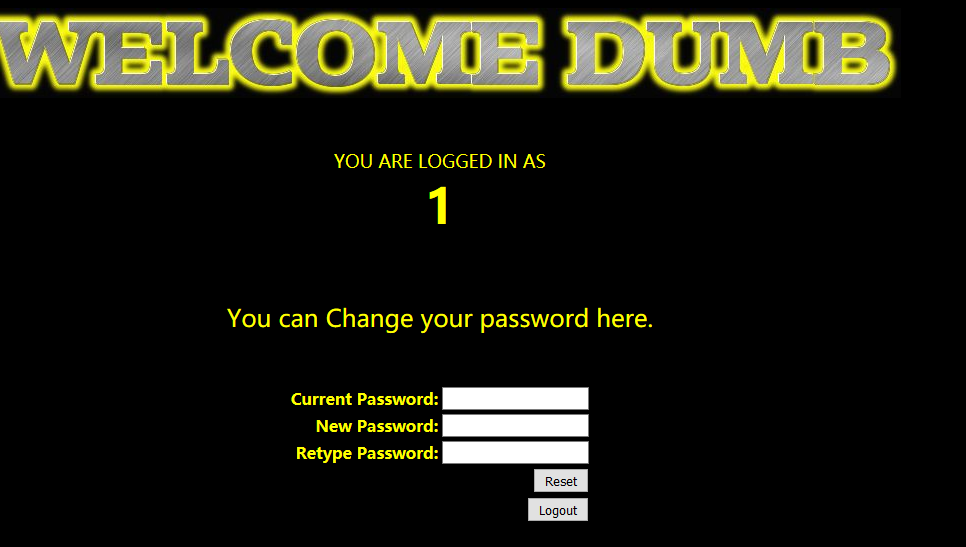 WELCOME DUMB
YOU ARE LOGGED IN AS
1
You can Change your password here.
Current Password:
New Password:
Retype Password:
Reset
Logout